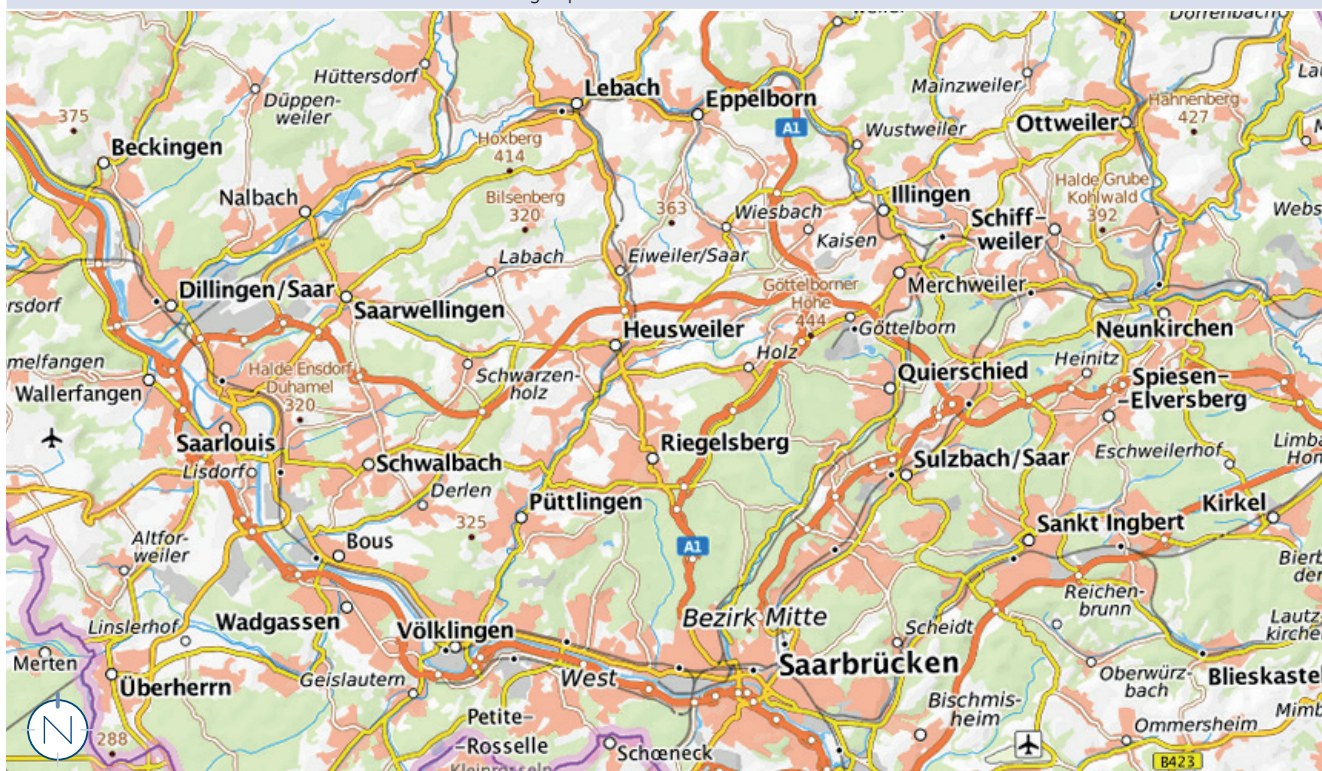 Dörrenbach
Hüttersdorf
Düppen-
weiler
Lebach
Eppelborn
Mainzweiler
375
Beckingen
Hoxberg
414
A1
Wustweiler
Ottweiler
Hahnenberg
427
Nalbach
Bilsenberg
320
363
Wiesbach
Kaisen
Illingen
Schiff-
weiler
Halde Grube
Kohlwald
392
Labach
Eiweiler/Saar
Dillingen/Saar
Saarwellingen
Göttelborner
Höhe
444
Merchweiler
Heusweiler
Göttelborn
Neunkirchen
Holz
Heinitz
Wallerfangen
Halde Ensdorf
Duhamel
320
Schwarzen-
holz
Quierschied
Spiesen-
-Elversberg
Saarlouis
Lisdorf
Schwalbach
Derlen
Riegelsberg
Sulzbach/Saar
Eschweilerhof
Püttlingen
325
Kirkel
Sankt Ingbert
Altfor-
weiler
Bous
A1
Reichen-
brunn
Linslerhof
Wadgassen
Völklingen
Bezirk Mitte
Scheidt
Merten
Überherrn
Geislautern
West
Saarbrücken
Oberwürz-
bach
Blieskastel
Bischmis-
heim
N
288
Petite-
-Rosselle
Schœneck
Ommersheim
B423